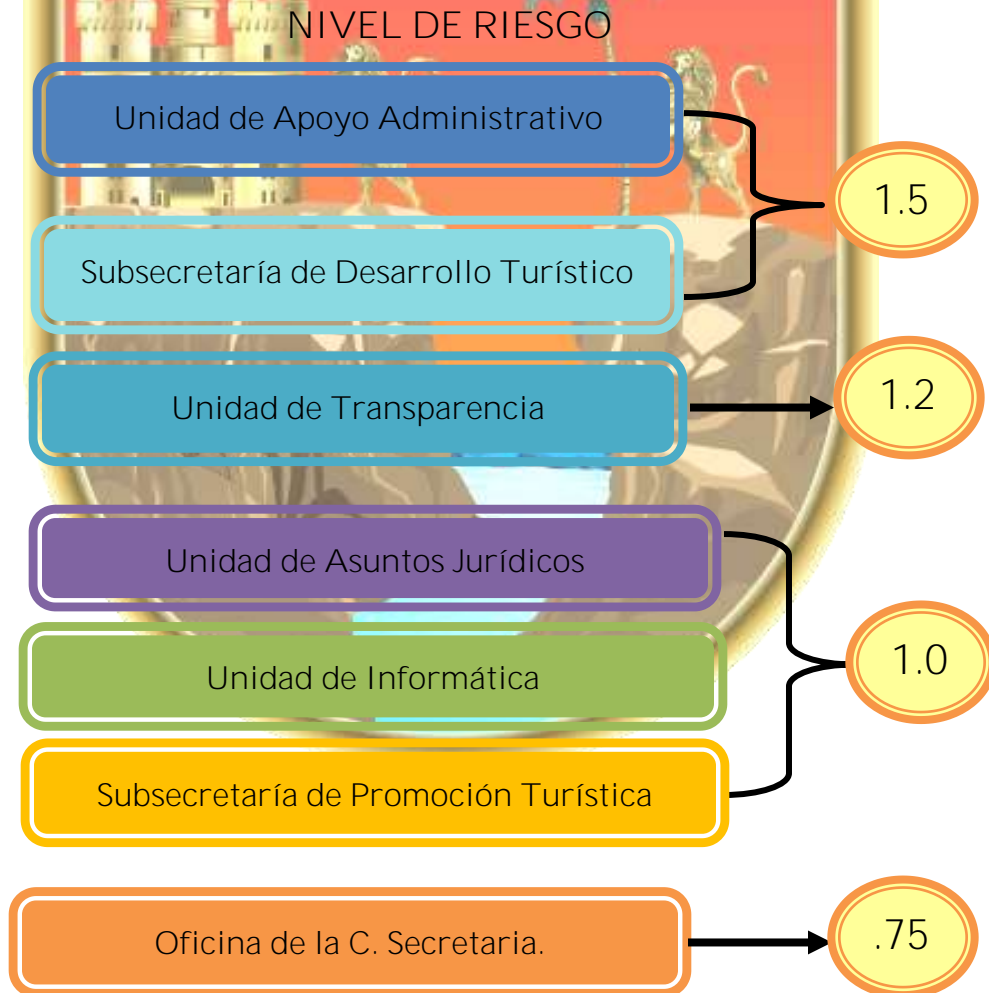 NIVEL DE RIESGO
Unidad de Apoyo Administrativo
1.5
Subsecretaría de Desarrollo Turístico
Unidad de Transparencia
1.2
Unidad de Asuntos Jurídicos
Unidad de Informática
1.0
Subsecretaría de Promoción Turística
Oficina de la C. Secretaria.
.75